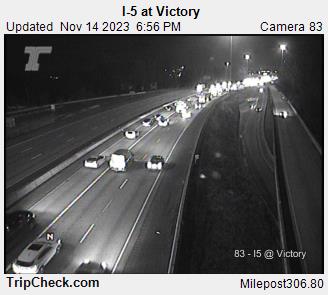 I-5 at Victory
Updated Nov 14 2023 6:56 PM Camera 83
T
N
83 - I5 @ Victory
TripCheck.com Milepost306.80